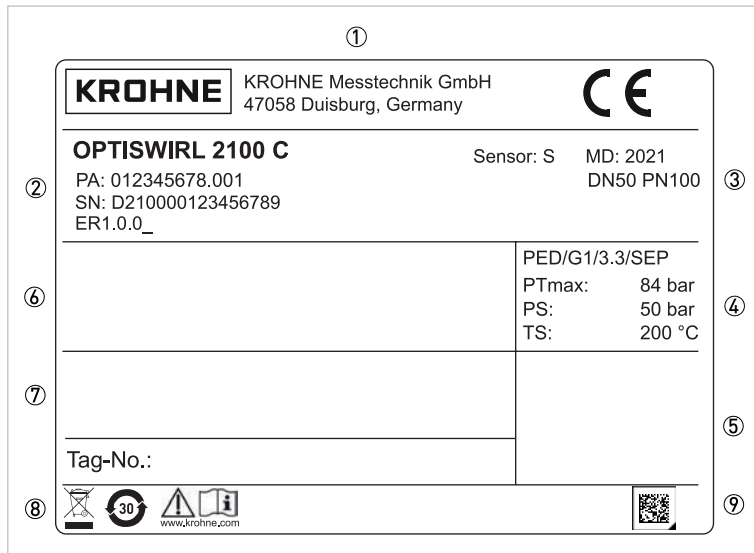 ①
KROHNE
KROHNE Messtechnik GmbH
47058 Duisburg, Germany
CE
OPTISWIRL 2100 C
Sensor: S MD: 2021
② PA: 012345678.001 DN50 PN100 ③
SN: D210000123456789
ER1.0.0_
PED/G1/3.3/SEP
⑥ PTmax: 84 bar ④
PS: 50 bar
TS: 200 °C
⑦
⑤
Tag-No.:
⑧ 30 i ⑨
www.krohne.com